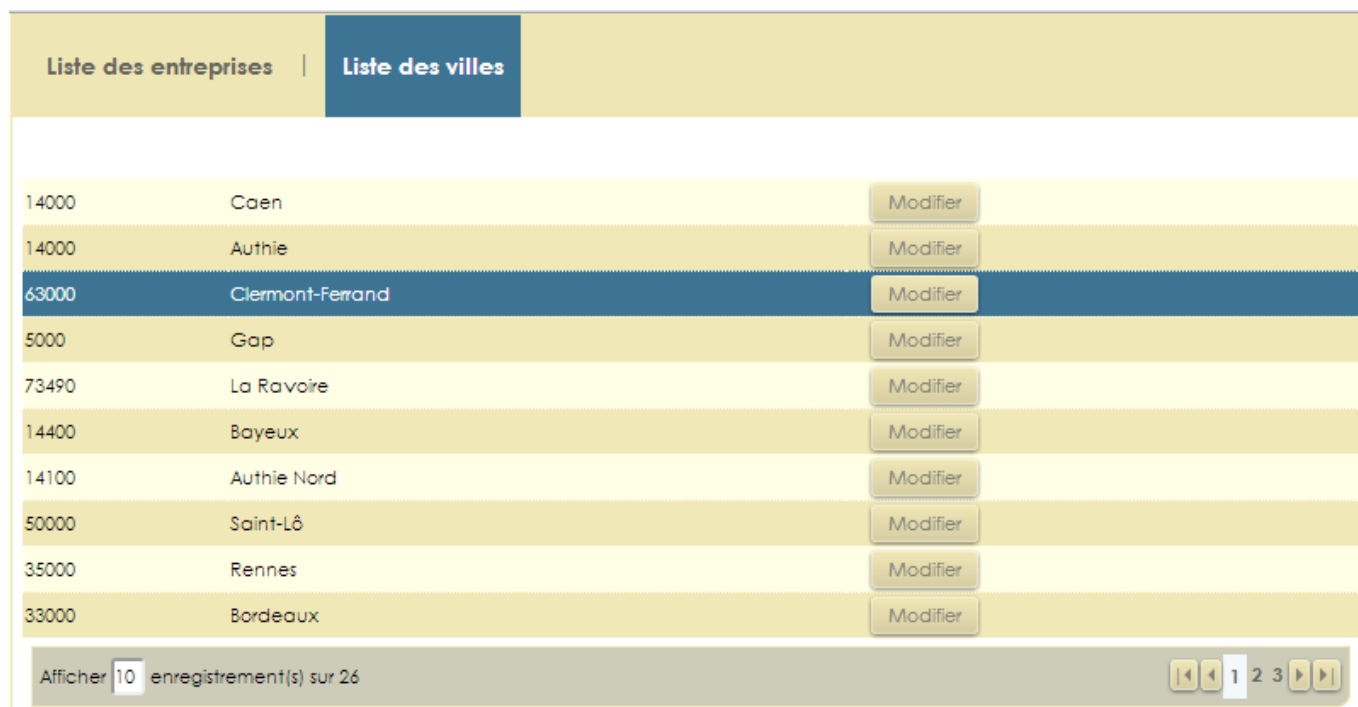 Liste des entreprises | Liste des villes
14000 Caen Modifier
14000 Authie Modifier
63000 Clermont-Ferrand Modifier
5000 Gap Modifier
73490 La Ravoire Modifier
14400 Bayeux Modifier
14100 Authie Nord Modifier
50000 Saint-Lô Modifier
35000 Rennes Modifier
33000 Bordeaux Modifier
Afficher 10 enregistrement(s) sur 26 1 2 3